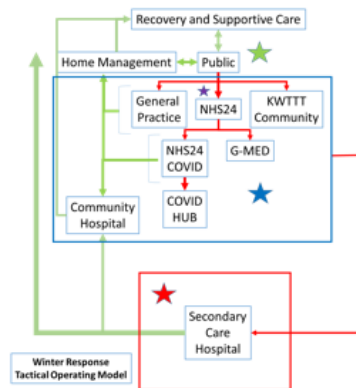 Recovery and Supportive Care
Home Management
Public
General
Practice
NHS24
KWTTT
Community
NHS24
COVID
G-MED
Community
Hospital
COVID
HUB
Secondary
Care
Hospital
Winter Response
Tactical Operating Model